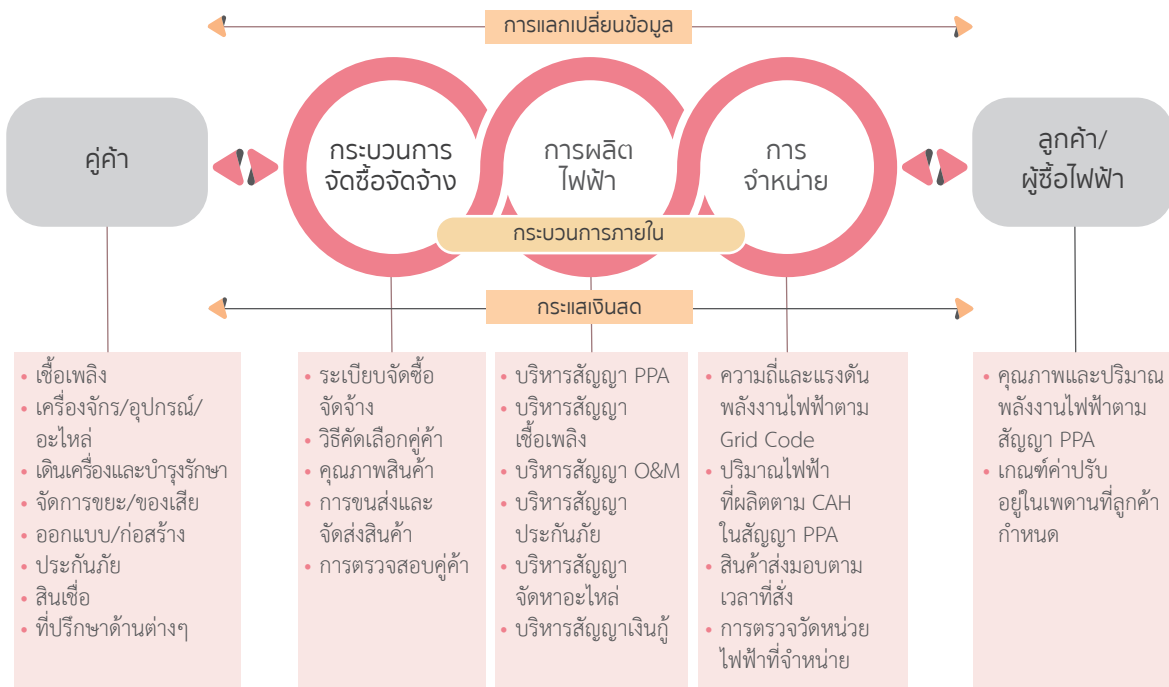 การแลกเปลี่ยนข้อมูล
คู่ค้า
กระบวนการ
จัดซื้อจัดจ้าง
การผลิต
ไฟฟ้า
การ
จำหน่าย
ลูกค้า/
ผู้ซื้อไฟฟ้า
กระบวนการภายใน
กระแสเงินสด
• เชื้อเพลิง
• เครื่องจักร/อุปกรณ์/
อะไหล่
• เดินเครื่องและบำรุงรักษา
• จัดการขยะ/ของเสีย
• ออกแบบ/ก่อสร้าง
• ประกันภัย
• สินเชื่อ
• ที่ปรึกษาด้านต่างๆ
• ระเบียบจัดซื้อ
จัดจ้าง
• วิธีคัดเลือกคู่ค้า
• คุณภาพสินค้า
• การขนส่งและ
จัดส่งสินค้า
• การตรวจสอบคู่ค้า
• บริหารสัญญา PPA
• บริหารสัญญา
เชื้อเพลิง
• บริหารสัญญา O&M
• บริหารสัญญา
ประกันภัย
• บริหารสัญญา
จัดหาอะไหล่
• บริหารสัญญาเงินกู้
• ความถี่และแรงดัน
พลังงานไฟฟ้าตาม
Grid Code
• ปริมาณไฟฟ้า
ที่ผลิตตาม CAH
ในสัญญา PPA
• สินค้าส่งมอบตาม
เวลาที่สั่ง
• การตรวจวัดหน่วย
ไฟฟ้าที่จำหน่าย
• คุณภาพและปริมาณ
พลังงานไฟฟ้าตาม
สัญญา PPA
• เกณฑ์ค่าปรับ
อยู่ในเพดานที่ลูกค้า
กำหนด